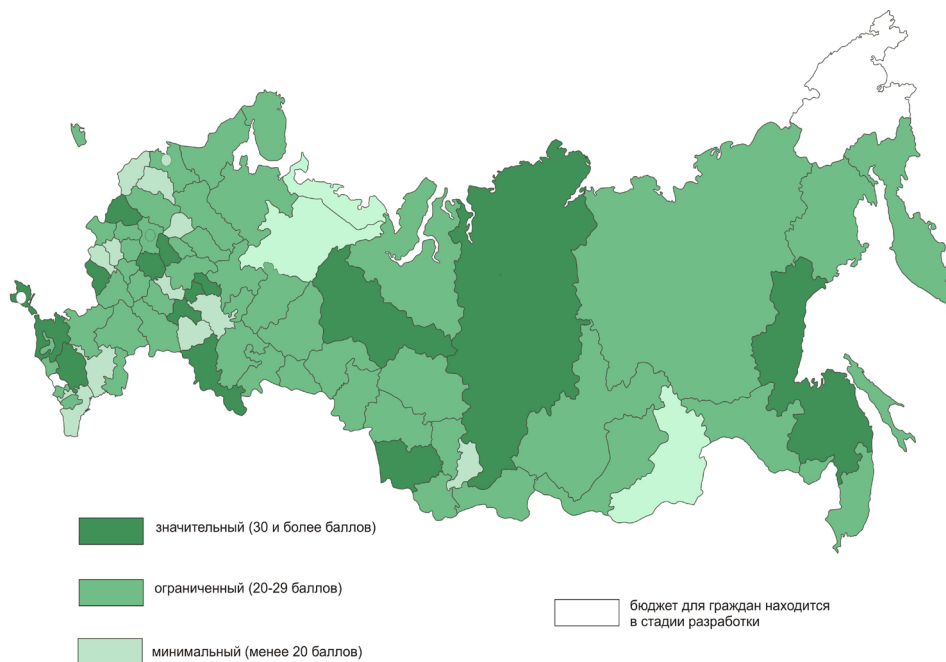 значительный (30 и более баллов)
ограниченный (20-29 баллов)
минимальный (менее 20 баллов)
бюджет для граждан находится
в стадии разработки